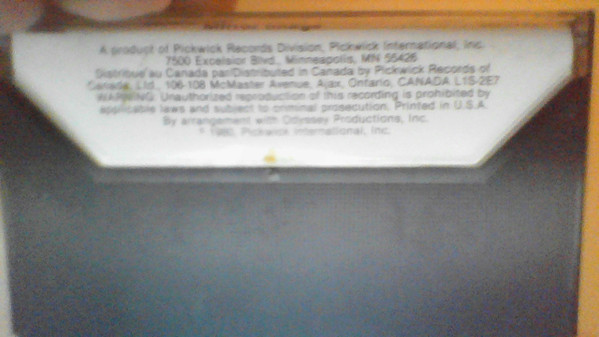 Mirror Image
A product of Pickwick Records Division, Pickwick International, Inc.
7500 Excelsior Blvd., Minneapolis, MN 55426
Distribué au Canada par/Distributed in Canada by Pickwick Records of
Canada, Ltd., 106-108 McMaster Avenue, Ajax, Ontario, CANADA L1S-2E7
WARNING: Unauthorized reproduction of this recording is prohibited by
applicable laws and subject to criminal prosecution. Printed in U.S.A.
By arrangement with Odyssey Productions, Inc.
1980, Pickwick International, Inc.